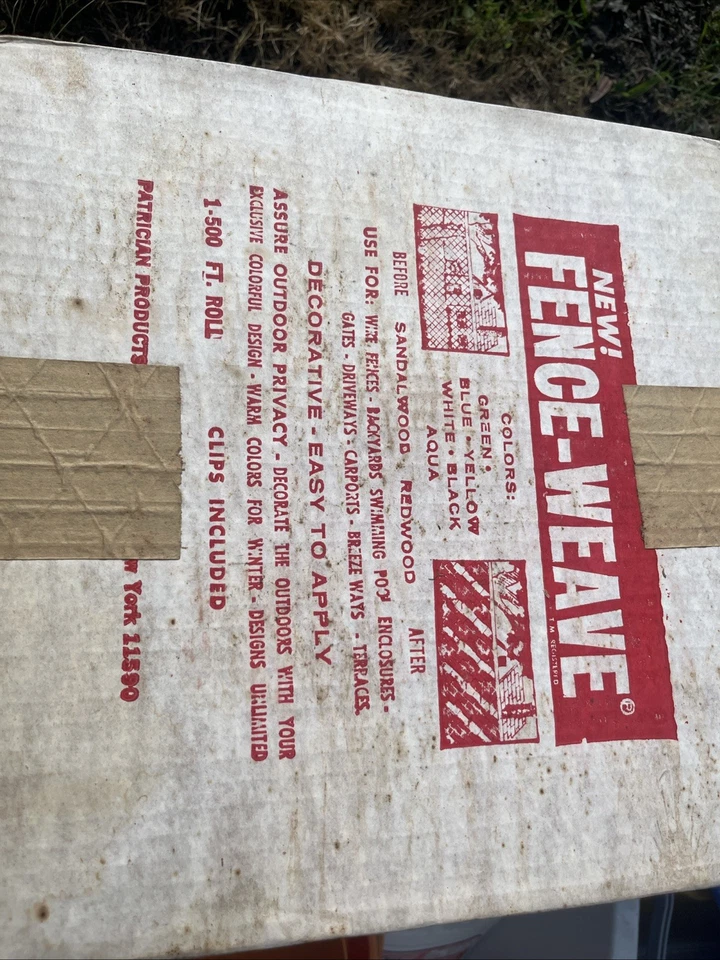 NEW!
FENCE-WEAVE ®
T.M. REGISTERED
COLORS:
GREEN •
BLUE • YELLOW
WHITE • BLACK
AQUA
BEFORE SANDALWOOD REDWOOD AFTER
USE FOR: WIRE FENCES - BACKYARDS SWIMMING POOL ENCLOSURES -
GATES - DRIVEWAYS - CARPORTS - BREEZE WAYS - TERRACES.
DECORATIVE - EASY TO APPLY
ASSURE OUTDOOR PRIVACY - DECORATE THE OUTDOORS WITH YOUR
EXCLUSIVE COLORFUL DESIGN - WARM COLORS FOR WINTER - DESIGNS UNLIMITED
1-500 FT. ROLL CLIPS INCLUDED
PATRICIAN PRODUCTS w York 11590